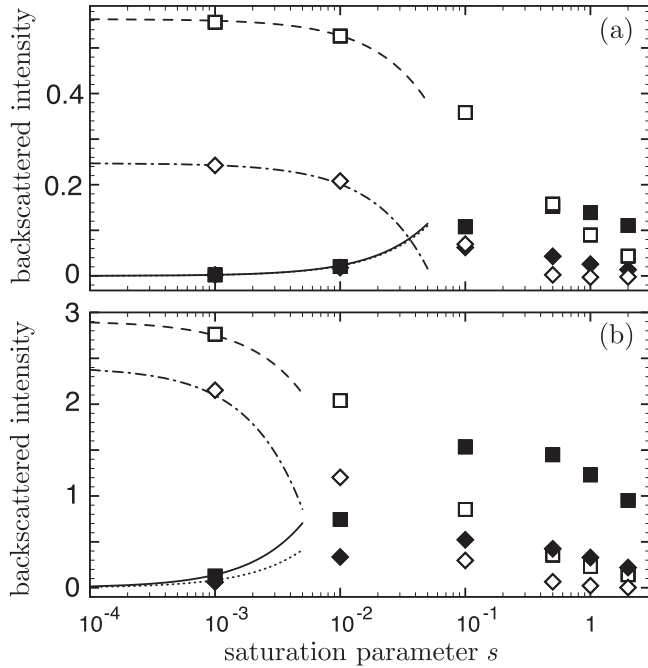 (a)
backscattered intensity
0.4
0.2
0
(b)
backscattered intensity
3
2
1
0
10-4
10-3
10-2
10-1
1
saturation parameter s